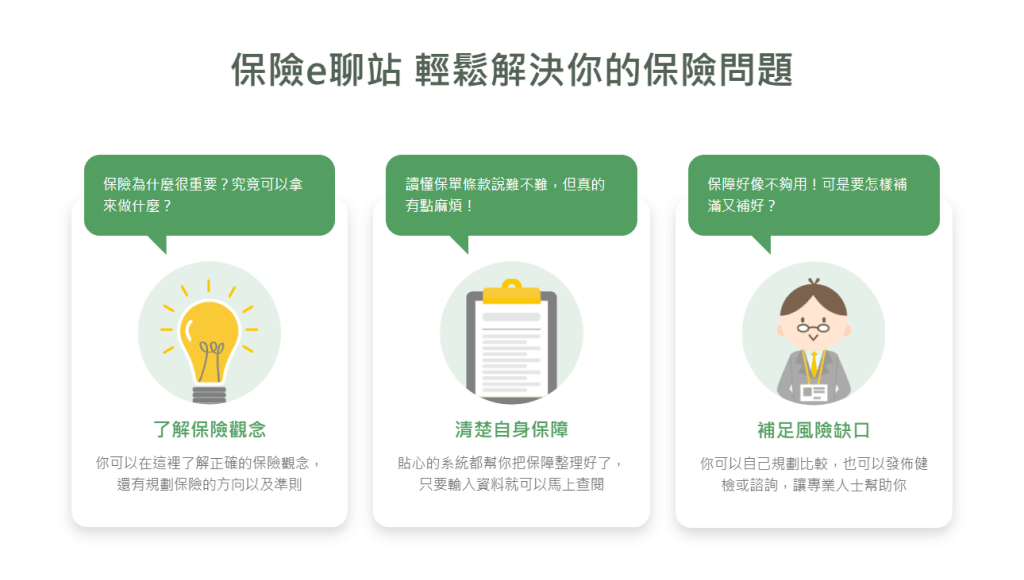 保險e聊站 輕鬆解決你的保險問題
保險為什麼很重要？究竟可以拿
來做什麼？
讀懂保單條款說難不難，但真的
有點麻煩！
保障好像不夠用！可是要怎樣補
滿又補好？
了解保險觀念
你可以在這裡了解正確的保險觀念，
還有規劃保險的方向以及準則
清楚自身保障
貼心的系統都幫你把保障整理好了，
只要輸入資料就可以馬上查閱
補足風險缺口
你可以自己規劃比較，也可以發佈健
檢或諮詢，讓專業人士幫助你